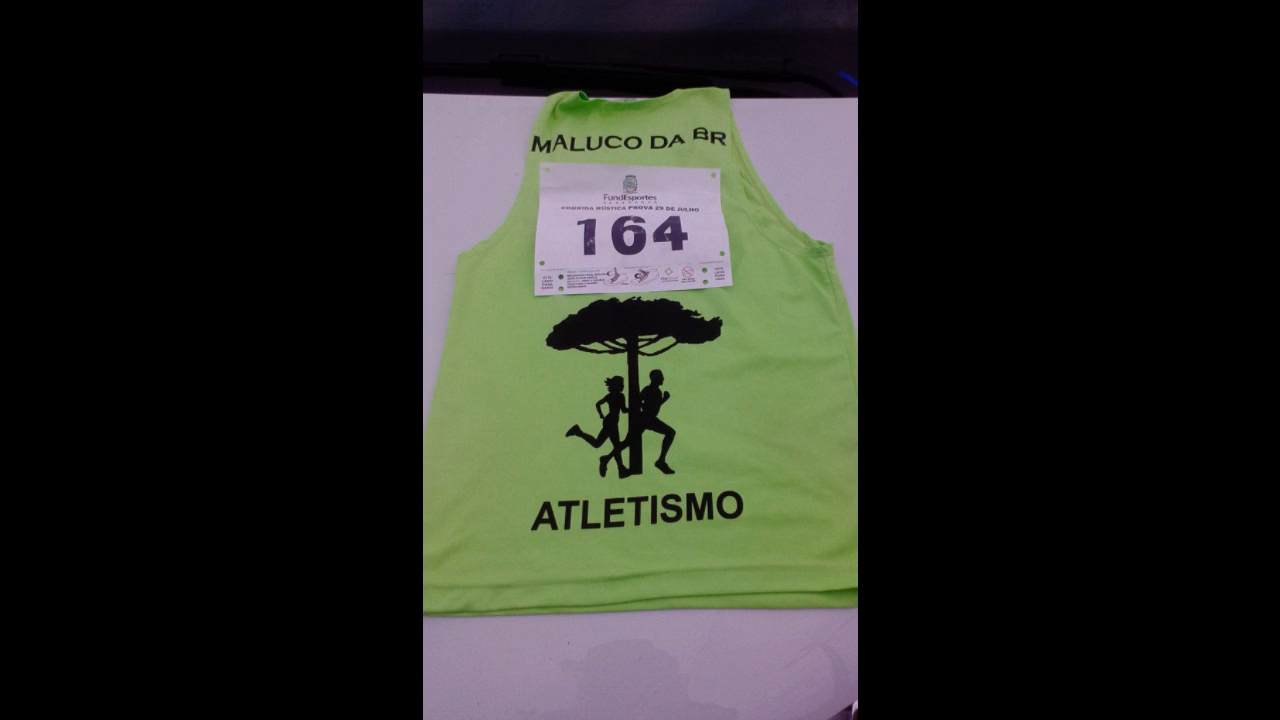 MALUCO DA BR
FundEsportes
CORRIDA RÚSTICA PROVA 25 DE JULHO
164
ATLETISMO